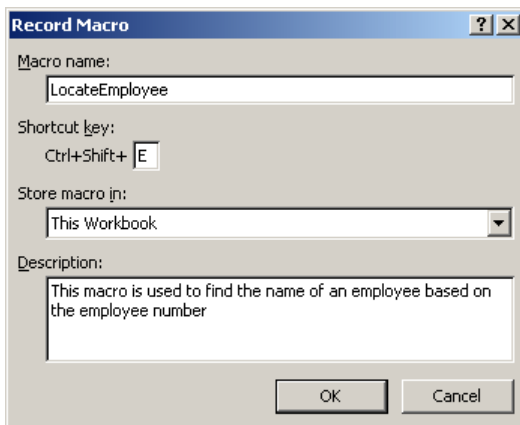 Record Macro
Macro name:
LocateEmployee
Shortcut key:
Ctrl+Shift+ E
Store macro in:
This Workbook
Description:
This macro is used to find the name of an employee based on
the employee number
OK Cancel